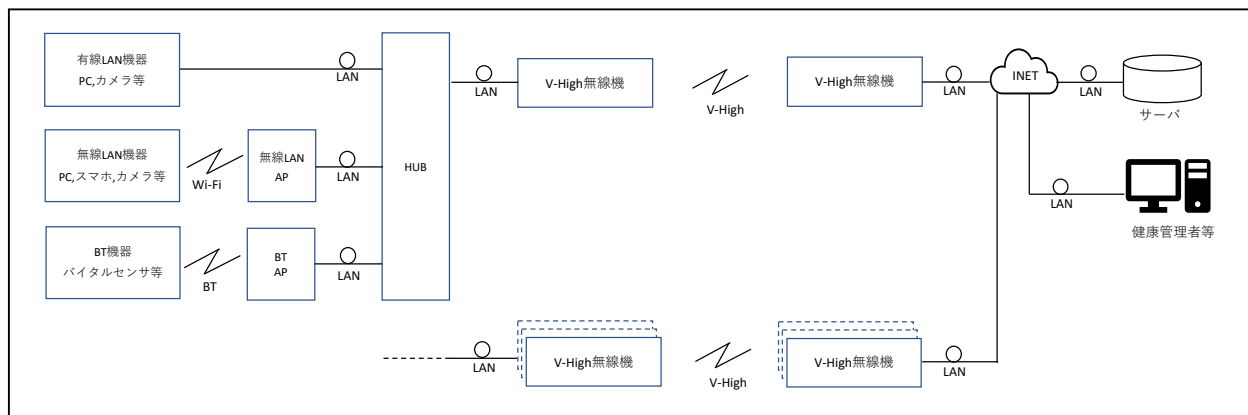 有線LAN機器
PC,カメラ等
LAN
HUB
LAN
V-High無線機
V-High
V-High無線機
LAN
INET
LAN
サーバ
無線LAN機器
PC,スマホ,カメラ等
Wi-Fi
無線LAN
AP
LAN
LAN
健康管理者等
BT機器
バイタルセンサ等
BT
BT
AP
LAN
LAN
V-High無線機
V-High
V-High無線機
LAN